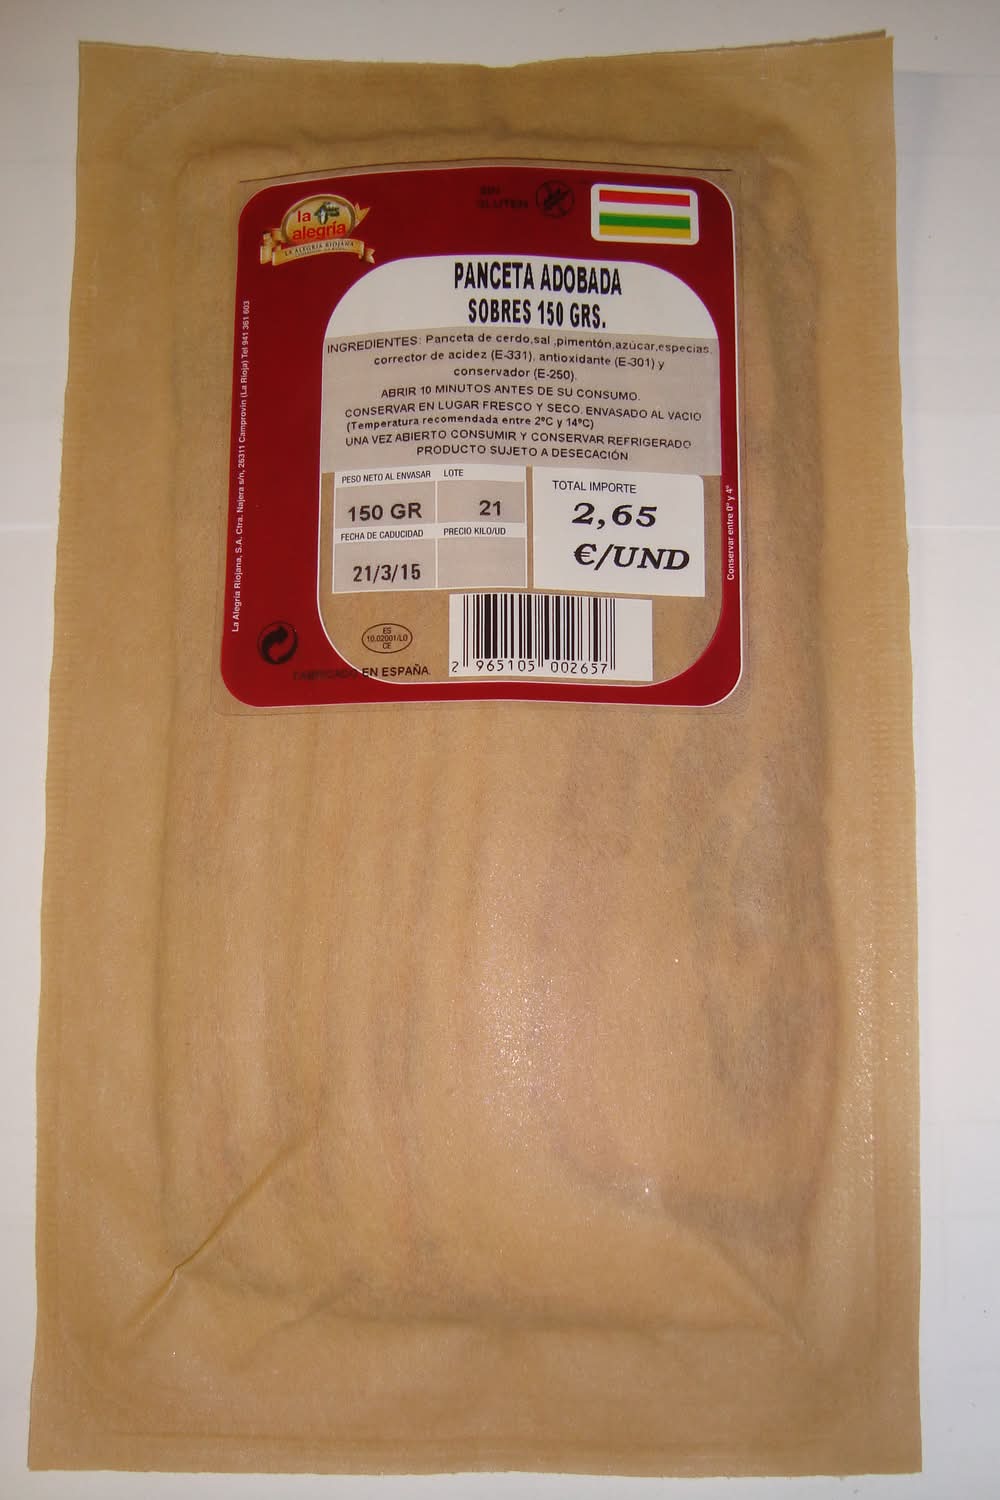 la
alegría
LA ALEGRIA RIOJANA
SIN
GLUTEN
PANCETA ADOBADA
SOBRES 150 GRS.
INGREDIENTES: Panceta de cerdo,sal ,pimentón,azúcar,especias,
corrector de acidez (E-331), antioxidante (E-301) y
conservador (E-250).
ABRIR 10 MINUTOS ANTES DE SU CONSUMO.
CONSERVAR EN LUGAR FRESCO Y SECO. ENVASADO AL VACIO
(Temperatura recomendada entre 2ºC y 14ºC)
UNA VEZ ABIERTO CONSUMIR Y CONSERVAR REFRIGERADO
PRODUCTO SUJETO A DESECACIÓN
PESO NETO AL ENVASAR LOTE
150 GR 21
FECHA DE CADUCIDAD PRECIO KILO/UD
21/3/15
TOTAL IMPORTE
2,65
€/UND
La Alegría Riojana, S.A. Ctra. Najera s/n, 26311 Camprovin (La Rioja) Tel 941 361 603
Conservar entre 0º y 4º
ES
10.02001/LO
CE
FABRICADO EN ESPAÑA.
2 965105 002657